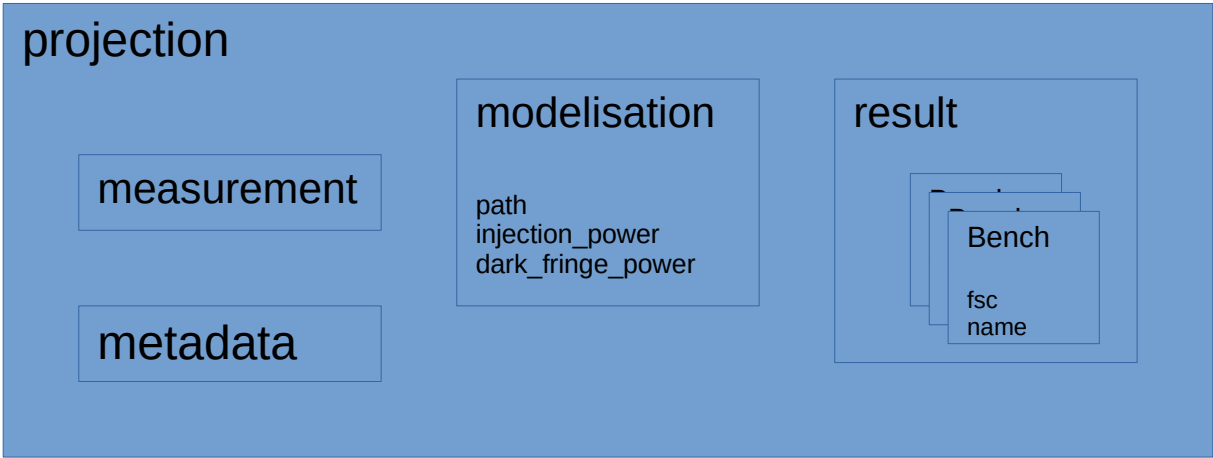 projection
measurement
metadata
modelisation
path
injection_power
dark_fringe_power
result
Bench
fsc
name